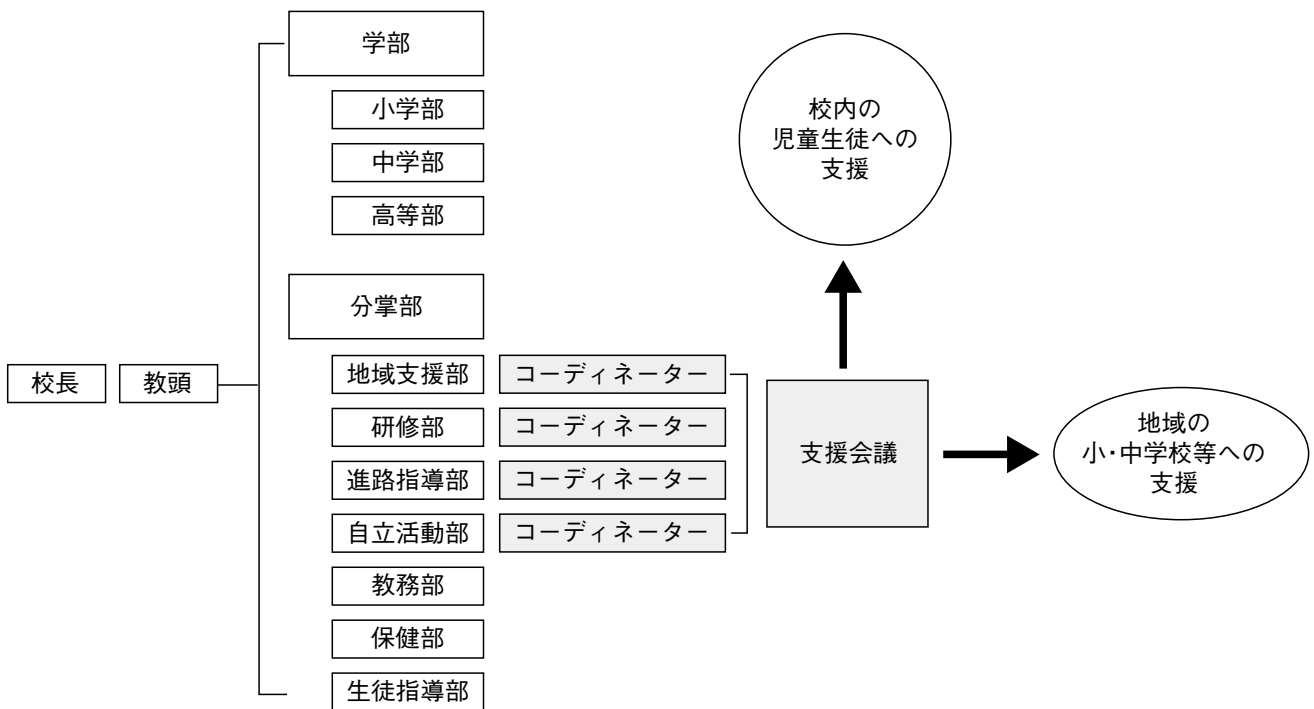 学部
小学部
中学部
高等部
分掌部
校長
教頭
地域支援部
コーディネーター
研修部
コーディネーター
進路指導部
コーディネーター
自立活動部
コーディネーター
教務部
保健部
生徒指導部
支援会議
校内の
児童生徒への
支援
地域の
小・中学校等への
支援